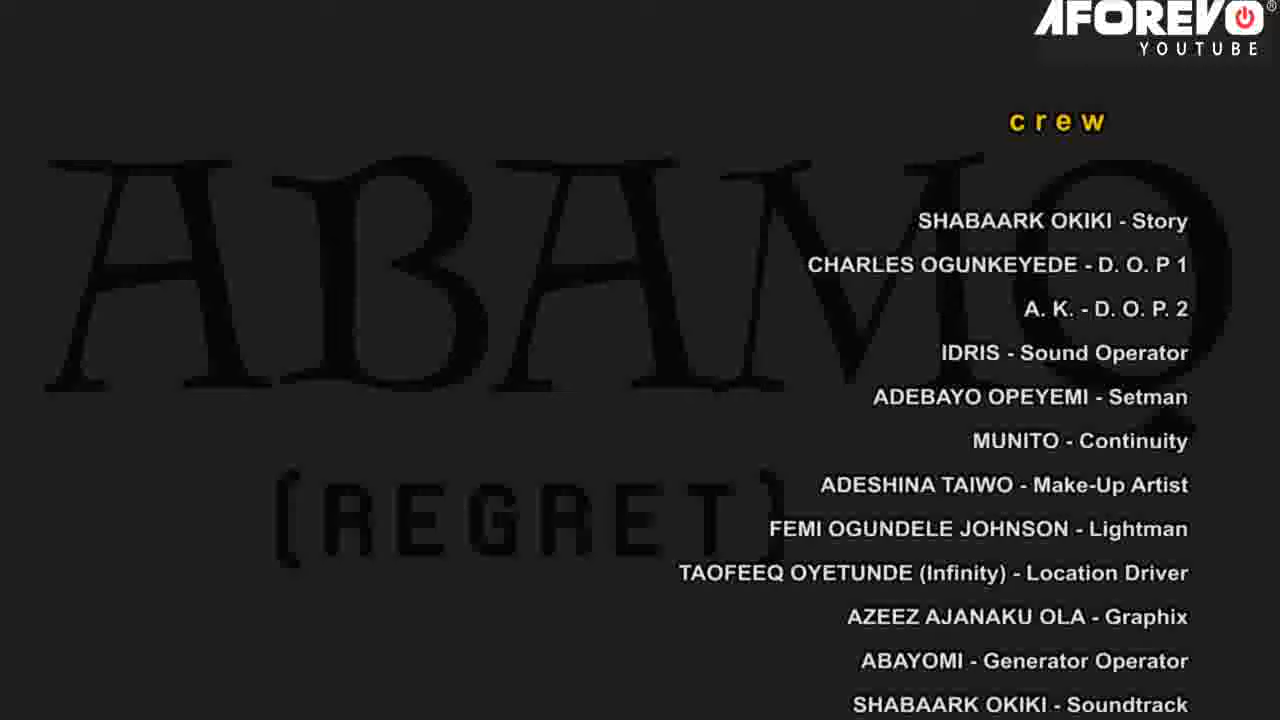 AFOREVO®
YOUTUBE
crew
ABAMO
SHABAARK OKIKI - Story
CHARLES OGUNKEYEDE - D. O. P 1
A. K. - D. O. P. 2
IDRIS - Sound Operator
ADEBAYO OPEYEMI - Setman
MUNITO - Continuity
ADESHINA TAIWO - Make-Up Artist
(REGRET)
FEMI OGUNDELE JOHNSON - Lightman
TAOFEEQ OYETUNDE (Infinity) - Location Driver
AZEEZ AJANAKU OLA - Graphix
ABAYOMI - Generator Operator
SHABAARK OKIKI - Soundtrack